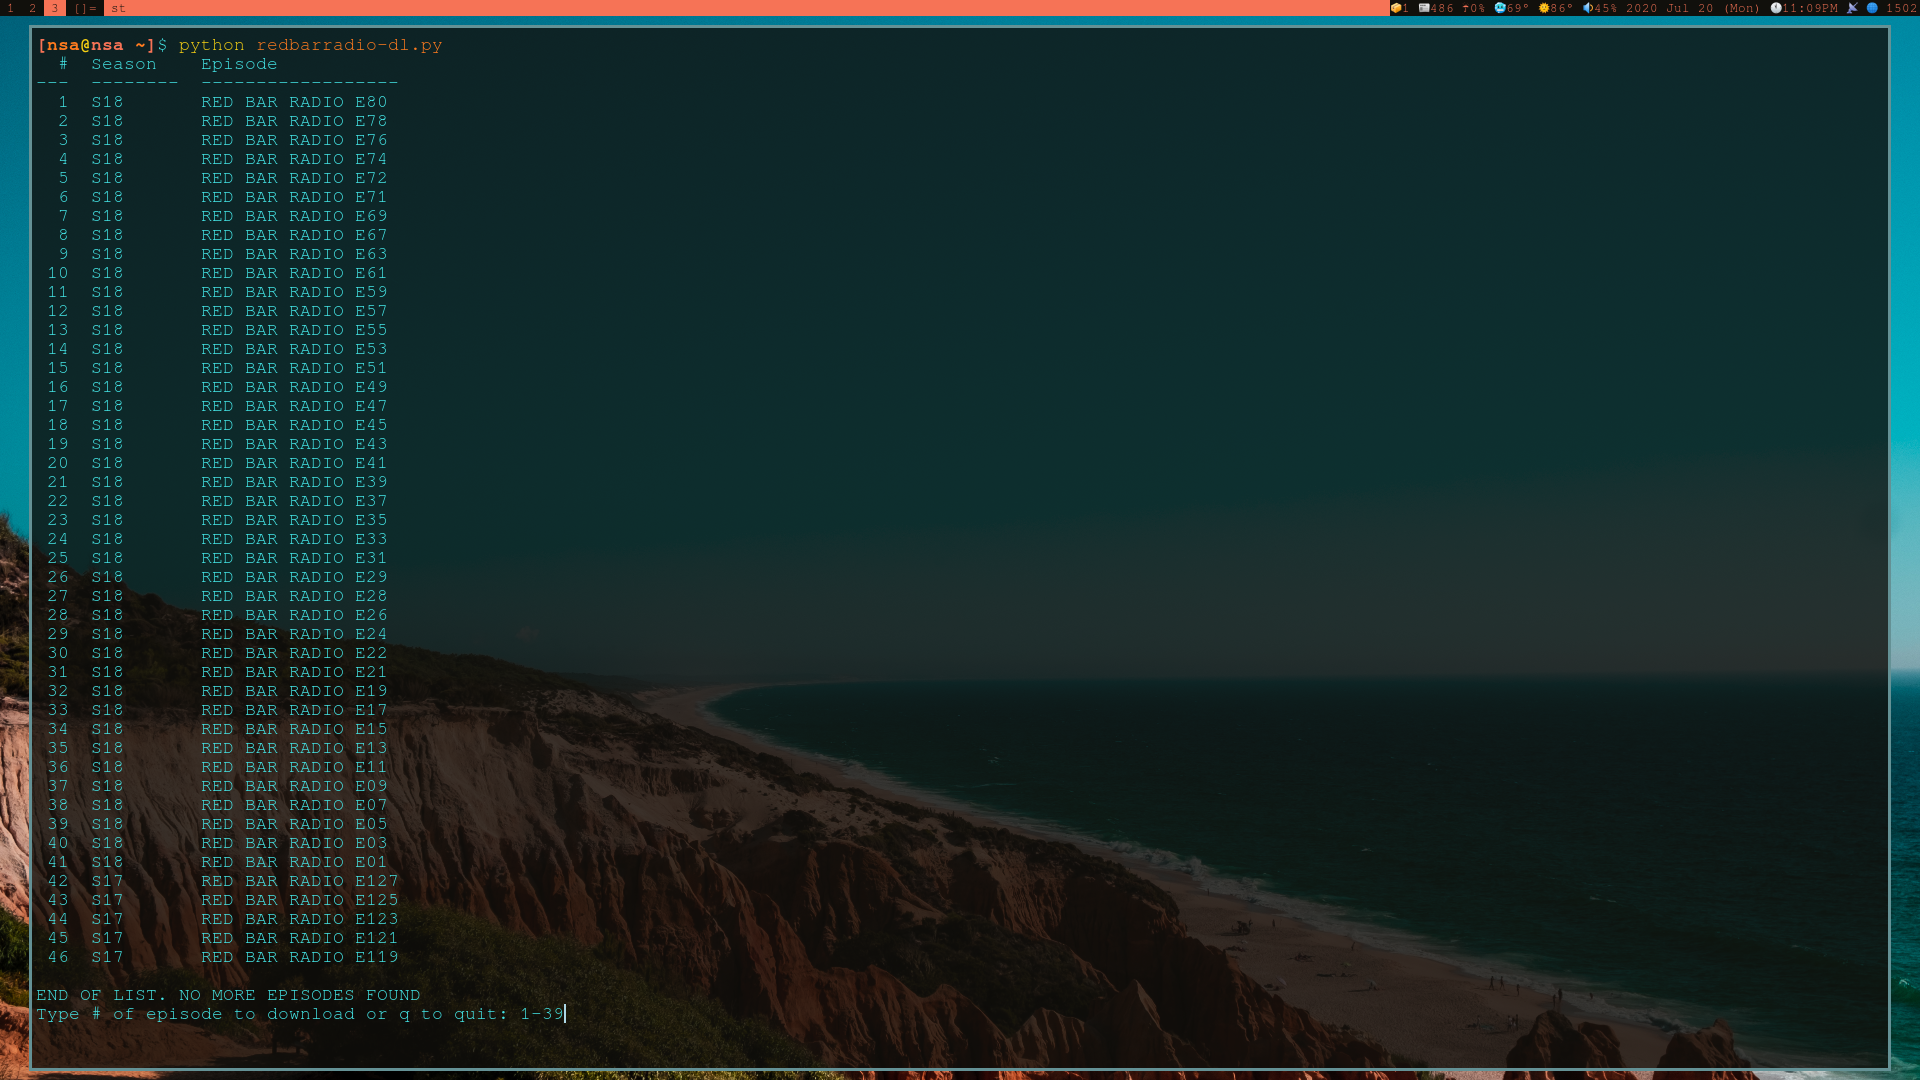 1 2 3 []= st 1 486 0% 69° 86° 45% 2020 Jul 20 (Mon) 11:09PM 1502
[nsa@nsa ~]$ python redbarradio-dl.py
# Season Episode
--- -------- ------------------
1 S18 RED BAR RADIO E80
2 S18 RED BAR RADIO E78
3 S18 RED BAR RADIO E76
4 S18 RED BAR RADIO E74
5 S18 RED BAR RADIO E72
6 S18 RED BAR RADIO E71
7 S18 RED BAR RADIO E69
8 S18 RED BAR RADIO E67
9 S18 RED BAR RADIO E63
10 S18 RED BAR RADIO E61
11 S18 RED BAR RADIO E59
12 S18 RED BAR RADIO E57
13 S18 RED BAR RADIO E55
14 S18 RED BAR RADIO E53
15 S18 RED BAR RADIO E51
16 S18 RED BAR RADIO E49
17 S18 RED BAR RADIO E47
18 S18 RED BAR RADIO E45
19 S18 RED BAR RADIO E43
20 S18 RED BAR RADIO E41
21 S18 RED BAR RADIO E39
22 S18 RED BAR RADIO E37
23 S18 RED BAR RADIO E35
24 S18 RED BAR RADIO E33
25 S18 RED BAR RADIO E31
26 S18 RED BAR RADIO E29
27 S18 RED BAR RADIO E28
28 S18 RED BAR RADIO E26
29 S18 RED BAR RADIO E24
30 S18 RED BAR RADIO E22
31 S18 RED BAR RADIO E21
32 S18 RED BAR RADIO E19
33 S18 RED BAR RADIO E17
34 S18 RED BAR RADIO E15
35 S18 RED BAR RADIO E13
36 S18 RED BAR RADIO E11
37 S18 RED BAR RADIO E09
38 S18 RED BAR RADIO E07
39 S18 RED BAR RADIO E05
40 S18 RED BAR RADIO E03
41 S18 RED BAR RADIO E01
42 S17 RED BAR RADIO E127
43 S17 RED BAR RADIO E125
44 S17 RED BAR RADIO E123
45 S17 RED BAR RADIO E121
46 S17 RED BAR RADIO E119
END OF LIST. NO MORE EPISODES FOUND
Type # of episode to download or q to quit: 1-39